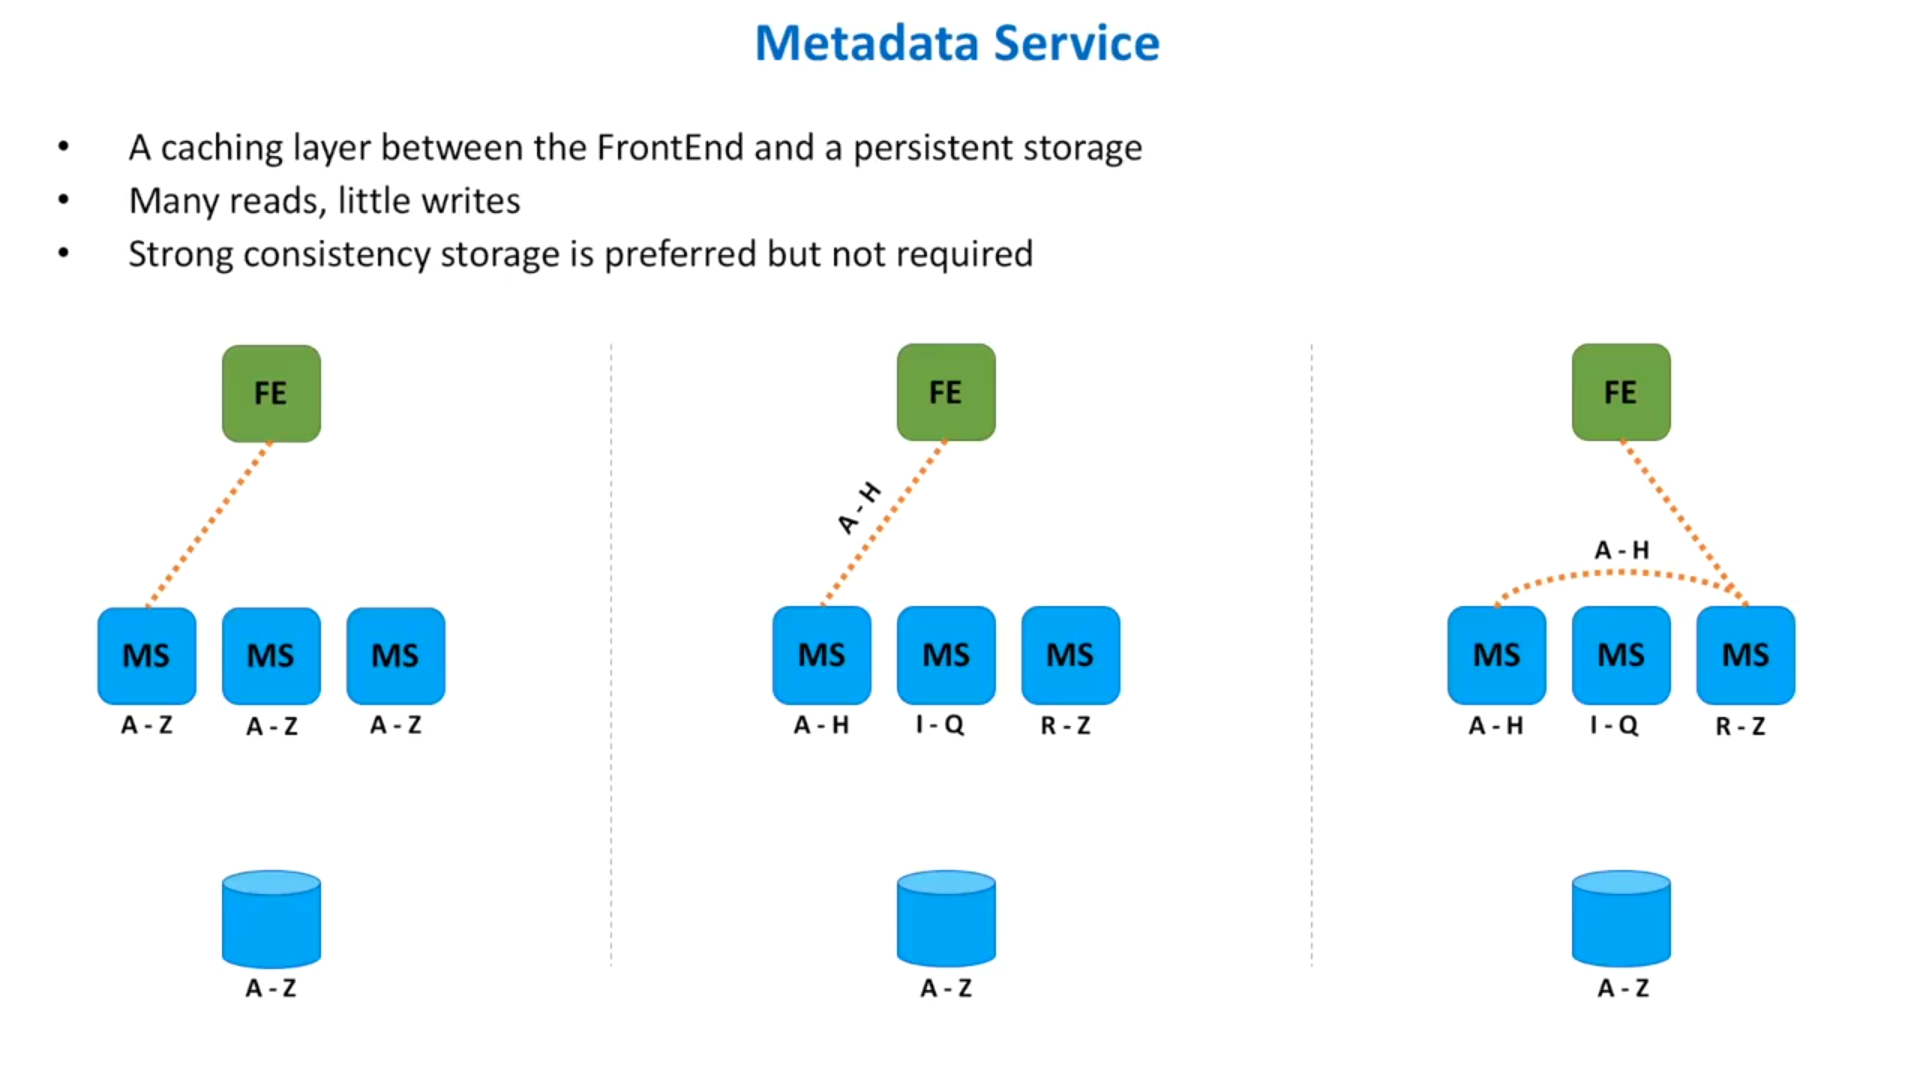 Metadata Service
• A caching layer between the FrontEnd and a persistent storage
• Many reads, little writes
• Strong consistency storage is preferred but not required
FE
MS MS MS
A - Z A - Z A - Z
A - Z
FE
A - H
MS MS MS
A - H I - Q R - Z
A - Z
FE
A - H
MS MS MS
A - H I - Q R - Z
A - Z